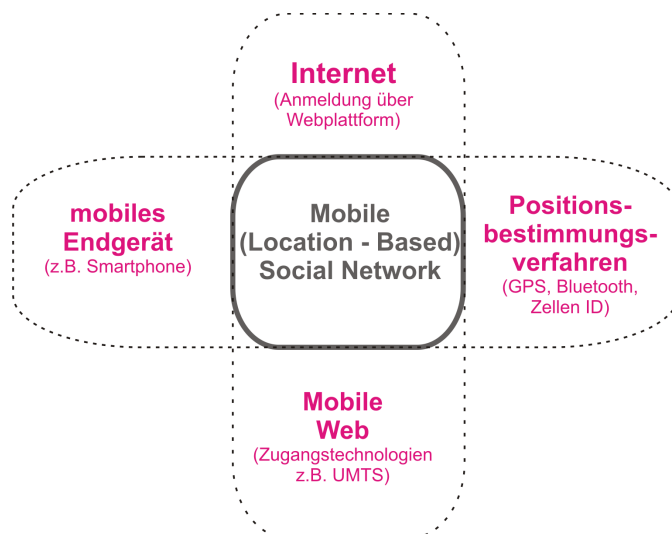 Internet
(Anmeldung über
Webplattform)
mobiles
Endgerät
(z.B. Smartphone)
Mobile
(Location - Based)
Social Network
Positions-
bestimmungs-
verfahren
(GPS, Bluetooth,
Zellen ID)
Mobile
Web
(Zugangstechnologien
z.B. UMTS)